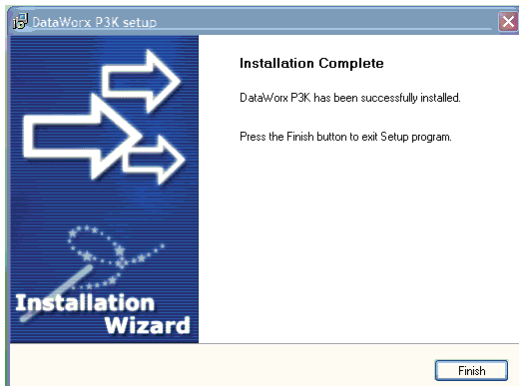 DataWorx P3K setup
Installation Complete
DataWorx P3K has been successfully installed.
Press the Finish button to exit Setup program.
Installation
Wizard
Finish